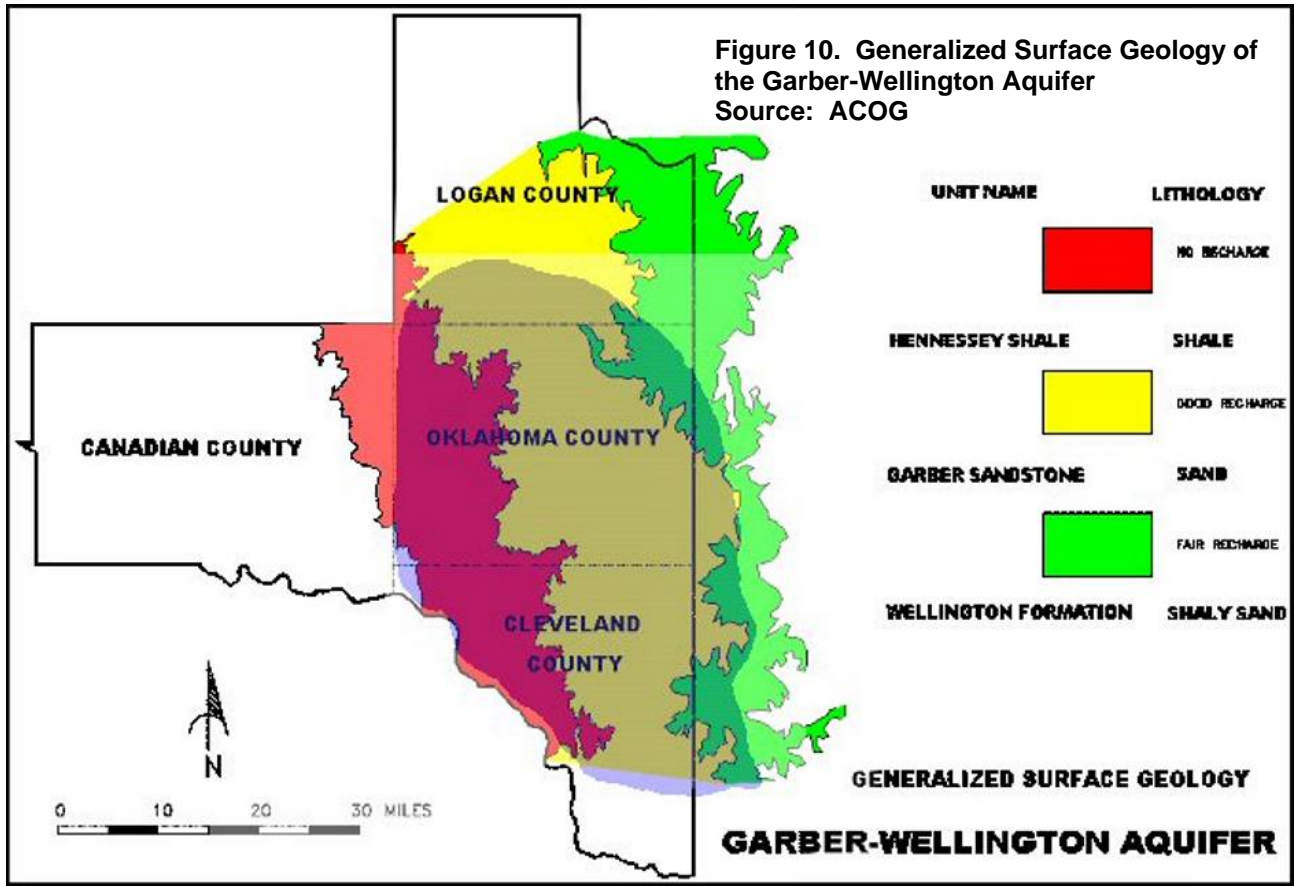 Figure 10. Generalized Surface Geology of
the Garber-Wellington Aquifer
Source: ACOG
LOGAN COUNTY
UNIT NAME LITHOLOGY
NO RECHARGE
HENNESSEY SHALE SHALE
GOOD RECHARGE
CANADIAN COUNTY
OKLAHOMA COUNTY
GARBER SANDSTONE SAND
FAIR RECHARGE
WELLINGTON FORMATION SHALY SAND
CLEVELAND
COUNTY
N
GENERALIZED SURFACE GEOLOGY
0 10 20 30 MILES
GARBER-WELLINGTON AQUIFER